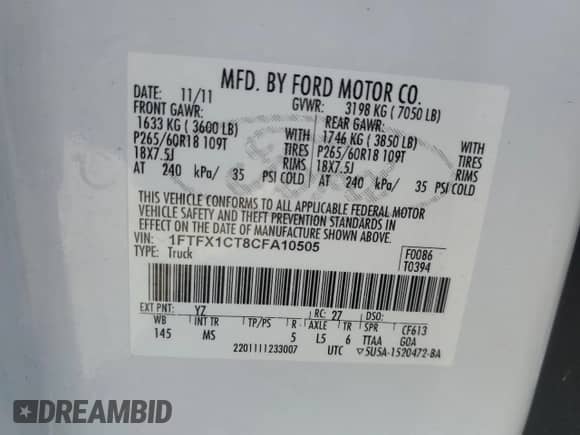 MFD. BY FORD MOTOR CO.
DATE: 11/11 GVWR: 3198 KG ( 7050 LB)
FRONT GAWR: REAR GAWR:
1633 KG ( 3600 LB) WITH 1746 KG ( 3850 LB) WITH
P265/60R18 109T TIRES P265/60R18 109T TIRES
18X7.5J RIMS 18X7.5J RIMS
AT 240 kPa/ 35 PSI COLD AT 240 kPa/ 35 PSI COLD
THIS VEHICLE CONFORMS TO ALL APPLICABLE FEDERAL MOTOR
VEHICLE SAFETY AND THEFT PREVENTION STANDARDS IN
EFFECT ON THE DATE OF MANUFACTURE SHOWN ABOVE.
VIN: 1FTFX1CT8CFA10505 F0086
TYPE: Truck T0394
EXT PNT: YZ RC: 27 DSO:
WB INT TR TP/PS R AXLE TR SPR CF613
145 MS 5 L5 6 TTAA GOA
2201111233007 UTC ▽5U5A-1520472-BA
Ford
DREAMBID